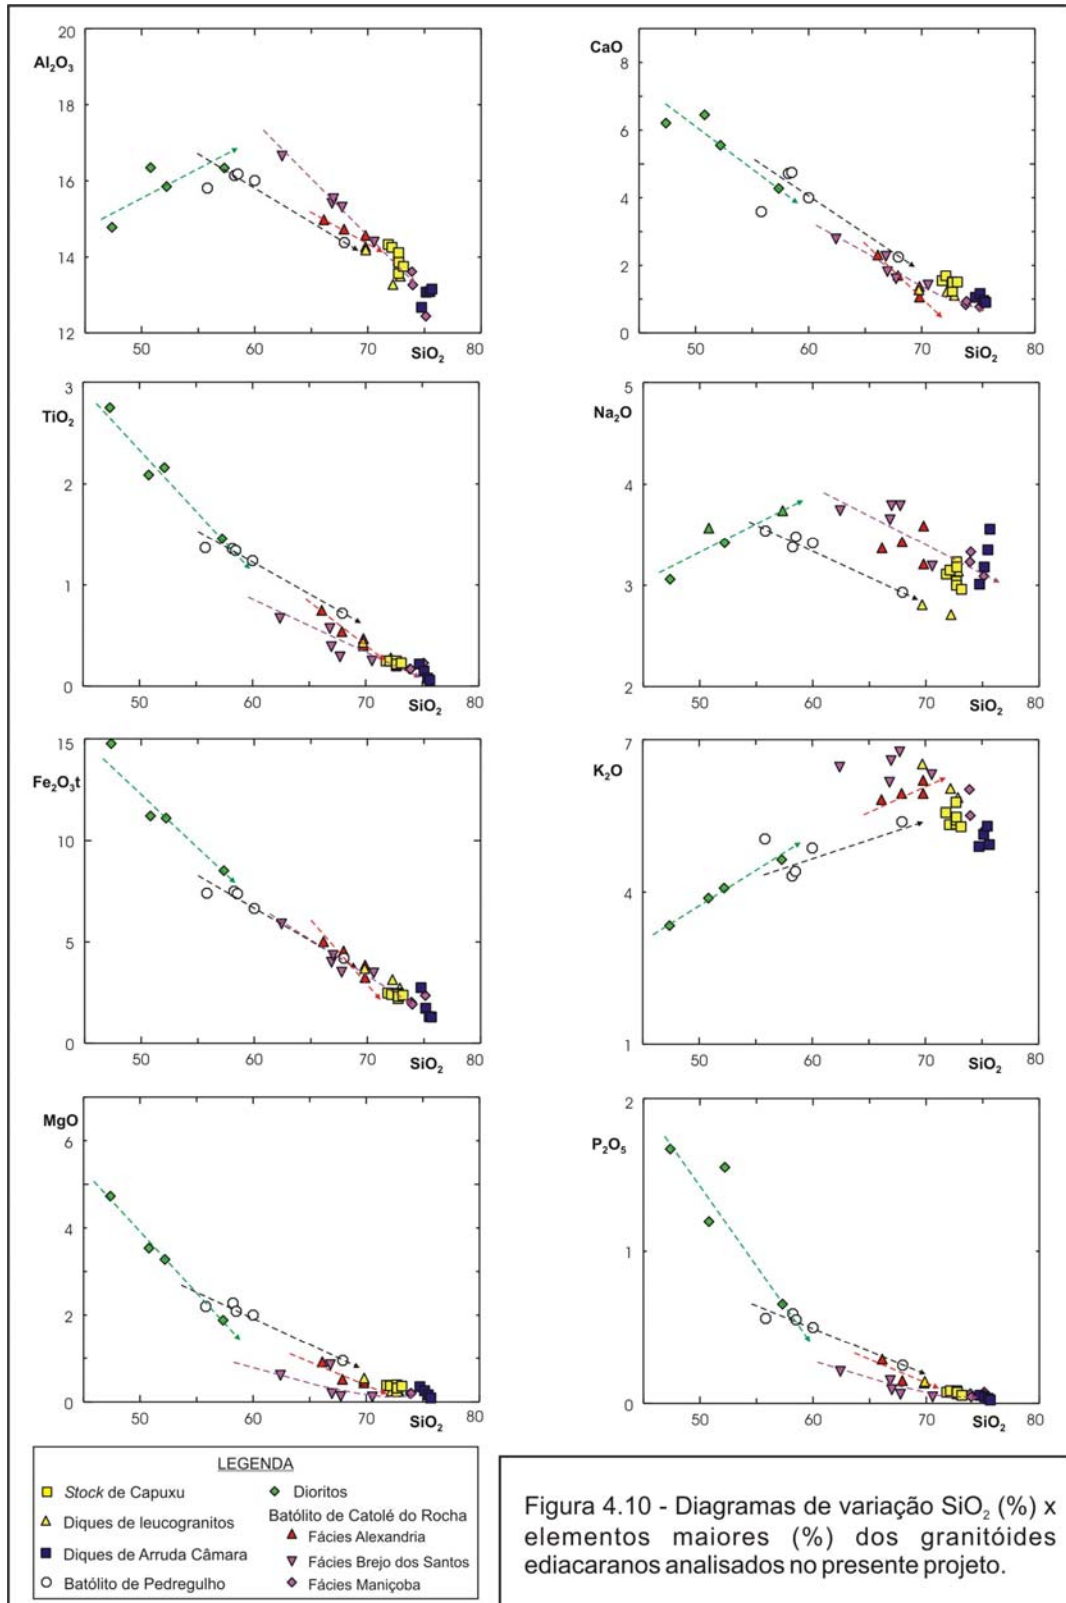 20
Al₂O₃
18
16
14
12
50
60
70
SiO₂
80
CaO
8
6
4
2
0
50
60
70
SiO₂
80
3
TiO₂
2
1
0
50
60
70
SiO₂
80
5
Na₂O
4
3
2
50
60
70
SiO₂
80
15
Fe₂O₃t
10
5
0
50
60
70
SiO₂
80
7
K₂O
4
1
50
60
70
SiO₂
80
MgO
6
4
2
0
50
60
70
SiO₂
80
2
P₂O₅
1
0
50
60
70
SiO₂
80
LEGENDA
Stock de Capuxu
Diques de leucogranitos
Diques de Arruda Câmara
Batólito de Pedregulho
Dioritos
Batólito de Catolé do Rocha
Fácies Alexandria
Fácies Brejo dos Santos
Fácies Maniçoba
Figura 4.10 - Diagramas de variação SiO₂ (%) x
elementos maiores (%) dos granitóides
ediacaranos analisados no presente projeto.